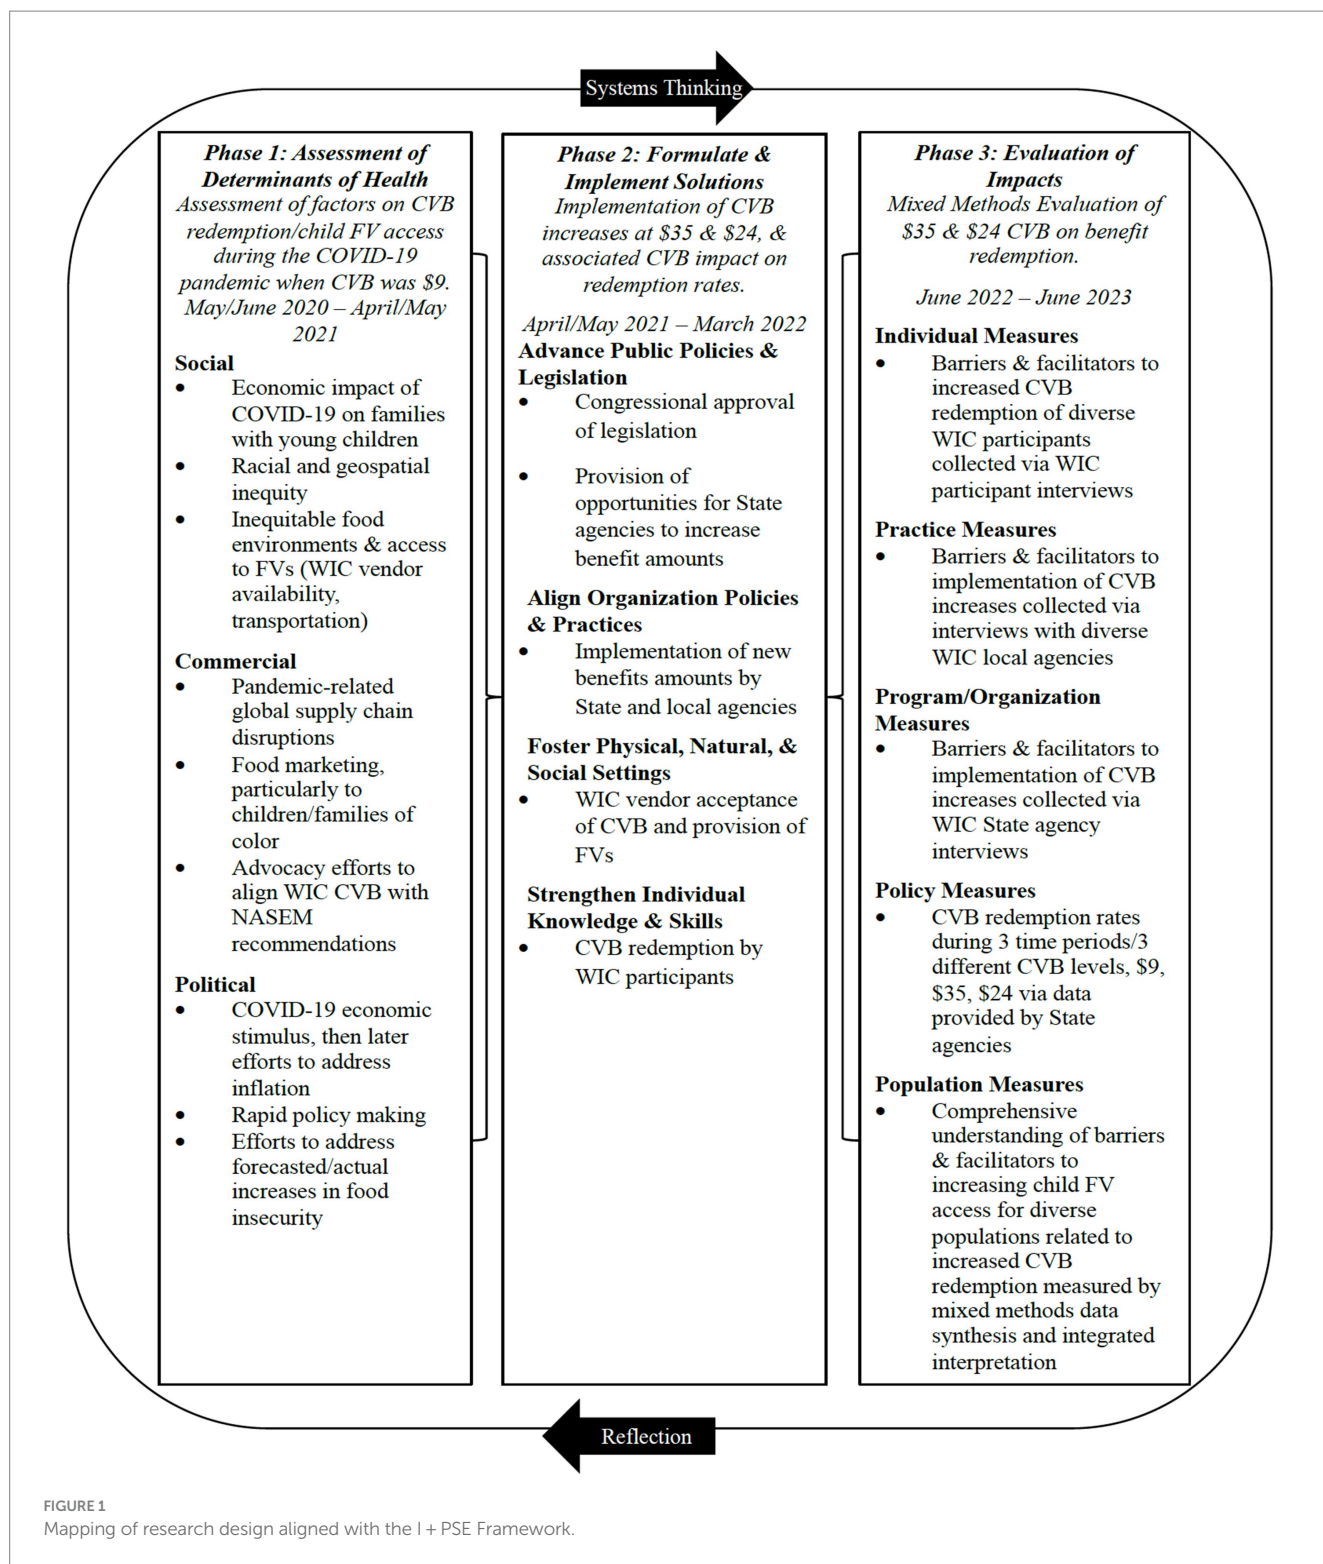 Systems Thinking
Phase 1: Assessment of
Determinants of Health
Assessment of factors on CVB
redemption/child FV access
during the COVID-19
pandemic when CVB was $9.
May/June 2020 – April/May
2021
Social
• Economic impact of
COVID-19 on families
with young children
• Racial and geospatial
inequity
• Inequitable food
environments & access
to FVs (WIC vendor
availability,
transportation)
Commercial
• Pandemic-related
global supply chain
disruptions
• Food marketing,
particularly to
children/families of
color
• Advocacy efforts to
align WIC CVB with
NASEM
recommendations
Political
• COVID-19 economic
stimulus, then later
efforts to address
inflation
• Rapid policy making
• Efforts to address
forecasted/actual
increases in food
insecurity
Phase 2: Formulate &
Implement Solutions
Implementation of CVB
increases at $35 & $24, &
associated CVB impact on
redemption rates.
April/May 2021 – March 2022
Advance Public Policies &
Legislation
• Congressional approval
of legislation
• Provision of
opportunities for State
agencies to increase
benefit amounts
Align Organization Policies
& Practices
• Implementation of new
benefits amounts by
State and local agencies
Foster Physical, Natural, &
Social Settings
• WIC vendor acceptance
of CVB and provision of
FVs
Strengthen Individual
Knowledge & Skills
• CVB redemption by
WIC participants
Phase 3: Evaluation of
Impacts
Mixed Methods Evaluation of
$35 & $24 CVB on benefit
redemption.
June 2022 – June 2023
Individual Measures
• Barriers & facilitators to
increased CVB
redemption of diverse
WIC participants
collected via WIC
participant interviews
Practice Measures
• Barriers & facilitators to
implementation of CVB
increases collected via
interviews with diverse
WIC local agencies
Program/Organization
Measures
• Barriers & facilitators to
implementation of CVB
increases collected via
WIC State agency
interviews
Policy Measures
• CVB redemption rates
during 3 time periods/3
different CVB levels, $9,
$35, $24 via data
provided by State
agencies
Population Measures
• Comprehensive
understanding of barriers
& facilitators to
increasing child FV
access for diverse
populations related to
increased CVB
redemption measured by
mixed methods data
synthesis and integrated
interpretation
Reflection
FIGURE 1
Mapping of research design aligned with the I + PSE Framework.